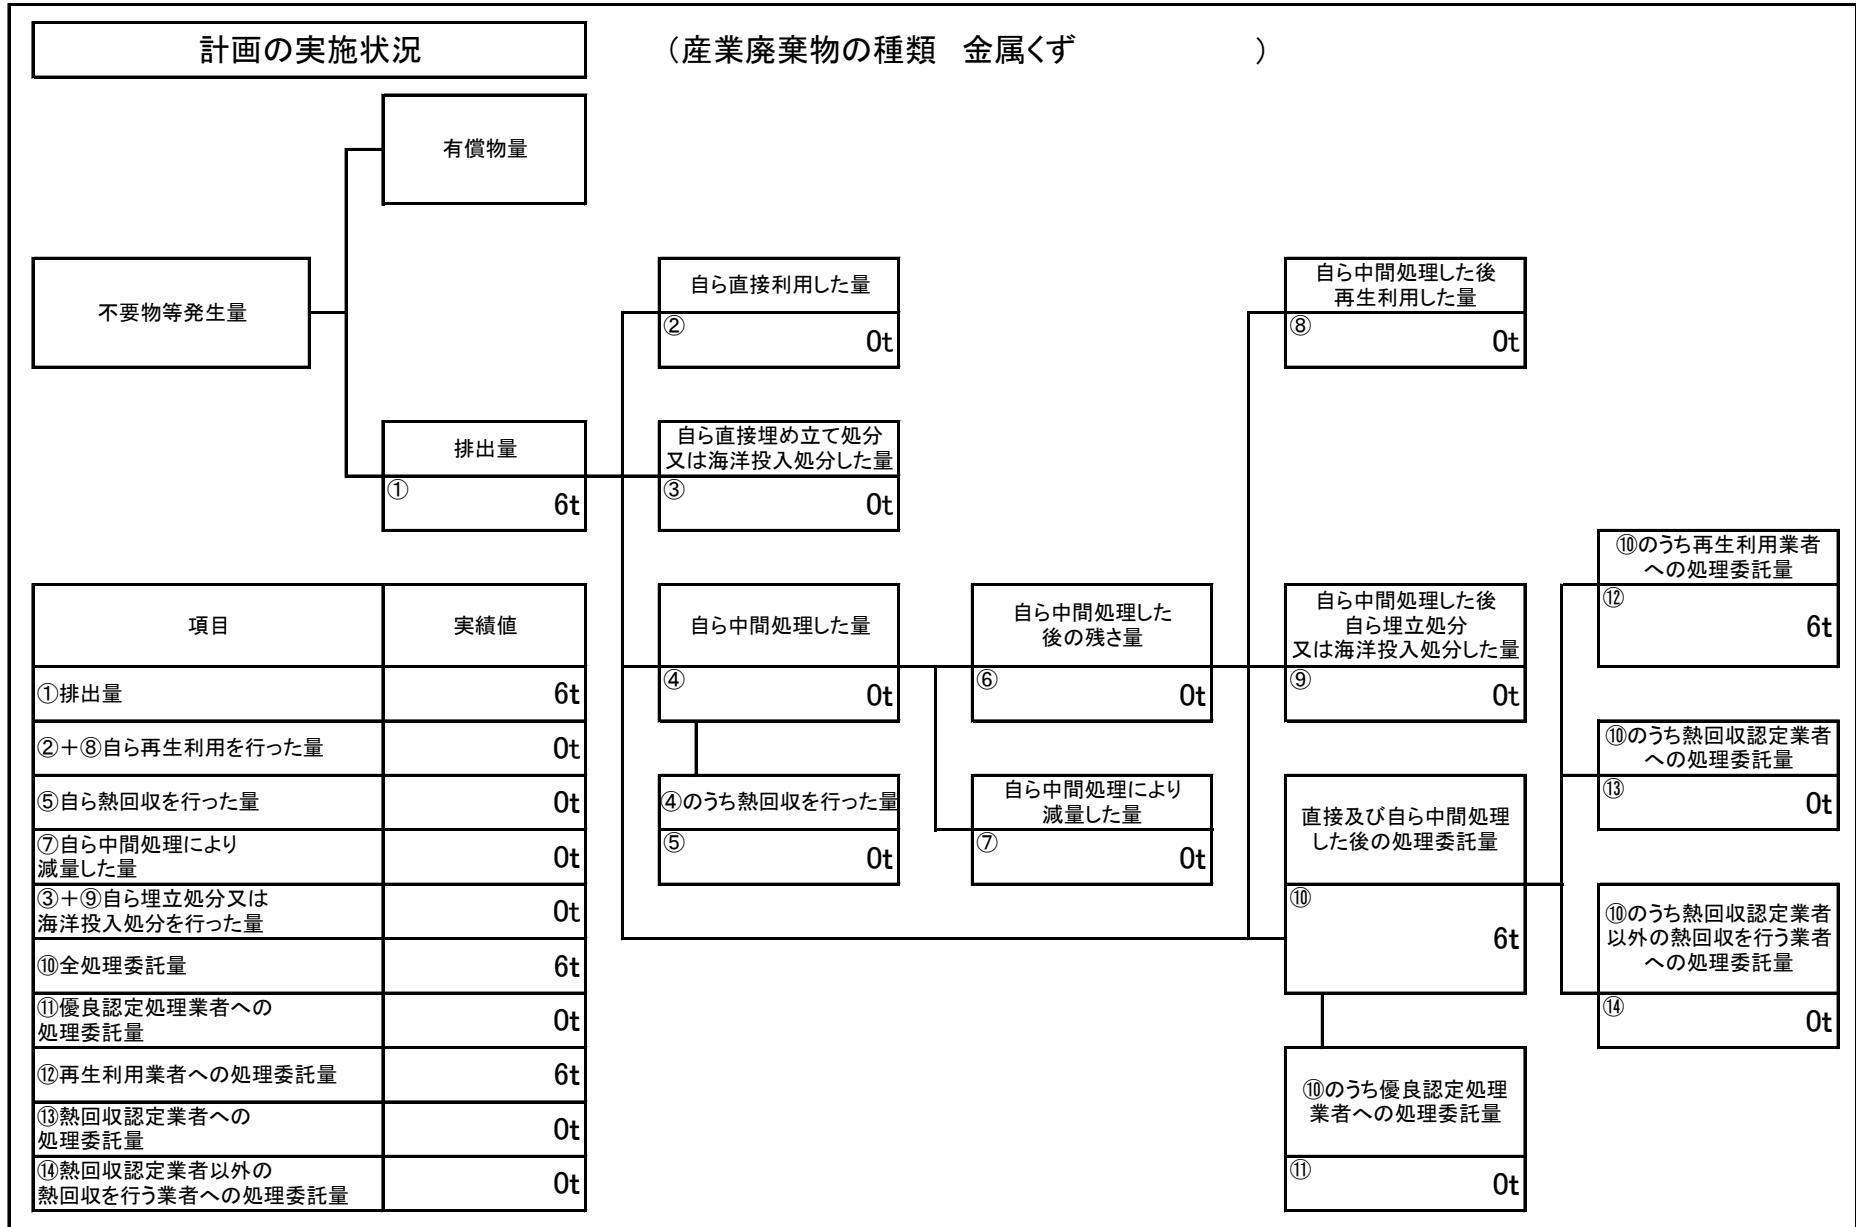 計画の実施状況
（産業廃棄物の種類　金属くず　　　　　　）
有償物量
不要物等発生量
自ら直接利用した量
②
0t
自ら中間処理した後
再生利用した量
⑧
0t
排出量
①
6t
自ら直接埋め立て処分
又は海洋投入処分した量
③
0t
⑩のうち再生利用業者
への処理委託量
⑫
6t
自ら中間処理した量
④
0t
自ら中間処理した
後の残さ量
⑥
0t
自ら中間処理した後
自ら埋立処分
又は海洋投入処分した量
⑨
0t
⑩のうち熱回収認定業者
への処理委託量
⑬
0t
④のうち熱回収を行った量
⑤
0t
自ら中間処理により
減量した量
⑦
0t
直接及び自ら中間処理
した後の処理委託量
⑩
6t
⑩のうち熱回収認定業者
以外の熱回収を行う業者
への処理委託量
⑭
0t
⑩のうち優良認定処理
業者への処理委託量
⑪
0t
項目
実績値
①排出量
6t
②＋⑧自ら再生利用を行った量
0t
⑤自ら熱回収を行った量
0t
⑦自ら中間処理により
減量した量
0t
③＋⑨自ら埋立処分又は
海洋投入処分を行った量
0t
⑩全処理委託量
6t
⑪優良認定処理業者への
処理委託量
0t
⑫再生利用業者への処理委託量
6t
⑬熱回収認定業者への
処理委託量
0t
⑭熱回収認定業者以外の
熱回収を行う業者への処理委託量
0t